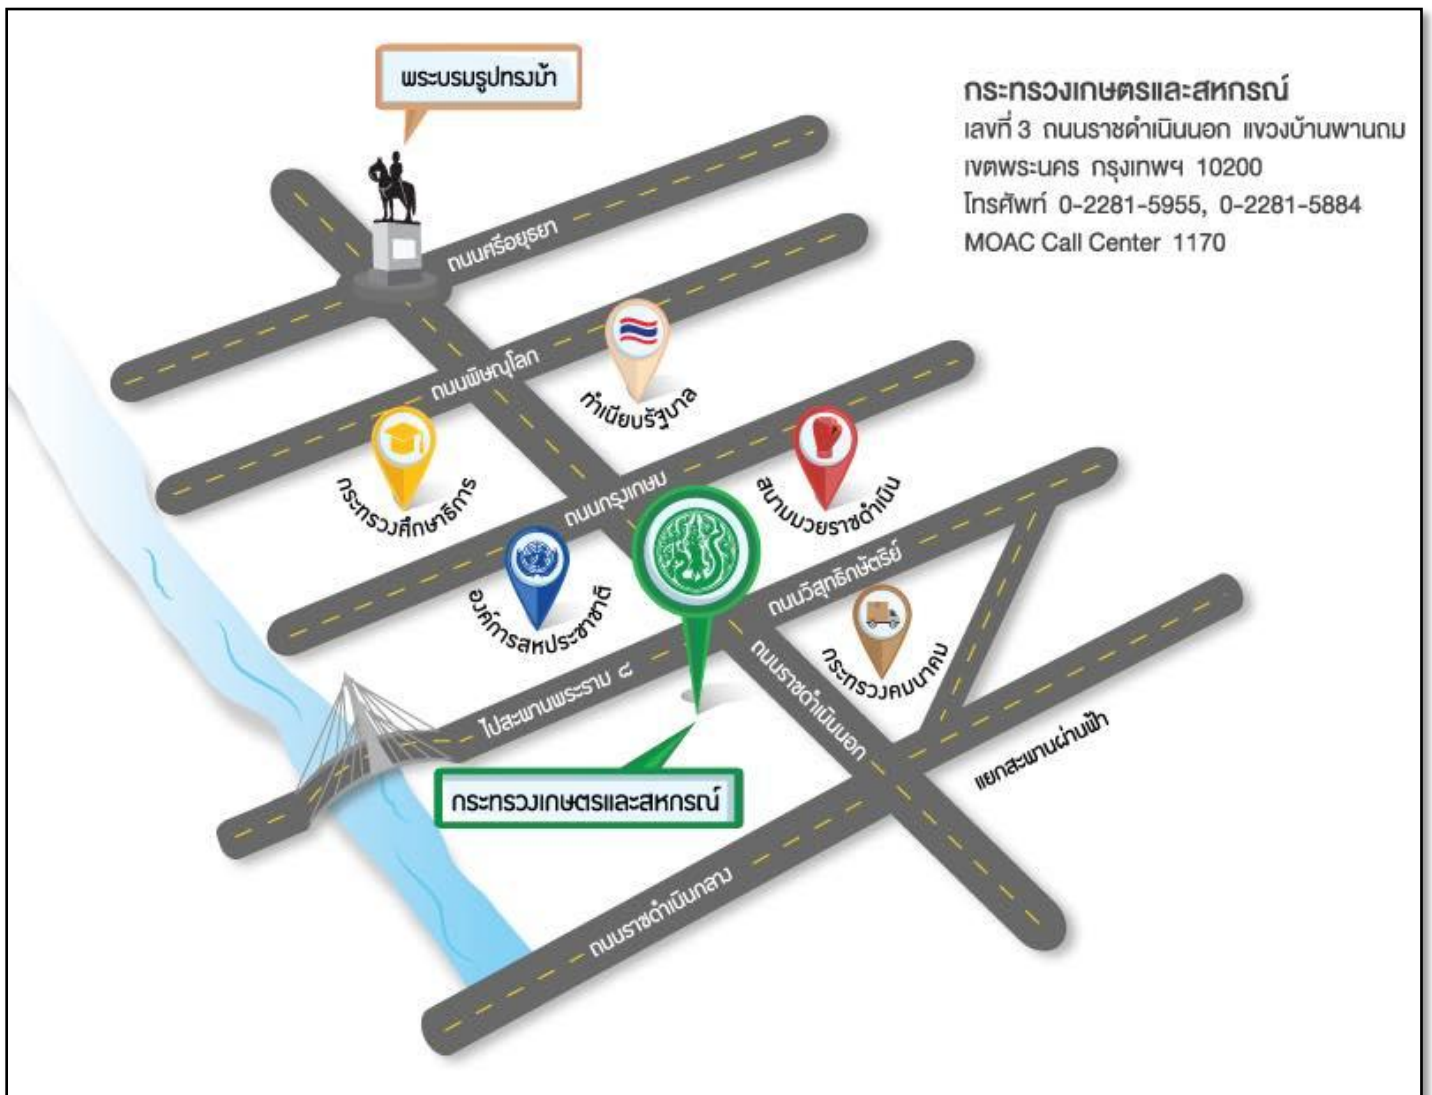 พระบรมรูปทรงม้า
กระทรวงเกษตรและสหกรณ์
เลขที่ 3 ถนนราชดำเนินนอก แขวงบ้านพานถม
เขตพระนคร กรุงเทพฯ 10200
โทรศัพท์ 0-2281-5955, 0-2281-5884
MOAC Call Center 1170
ถนนศรีอยุธยา
ถนนพิษณุโลก
ทำเนียบรัฐบาล
กระทรวงศึกษาธิการ
ถนนกรุงเกษม
สนามมวยราชดำเนิน
องค์การสหประชาชาติ
ถนนวิสุทธิกษัตริย์
ไปสะพานพระราม ๘
ถนนราชดำเนินนอก
กระทรวงคมนาคม
แยกสะพานผ่านฟ้า
กระทรวงเกษตรและสหกรณ์
ถนนราชดำเนินกลาง